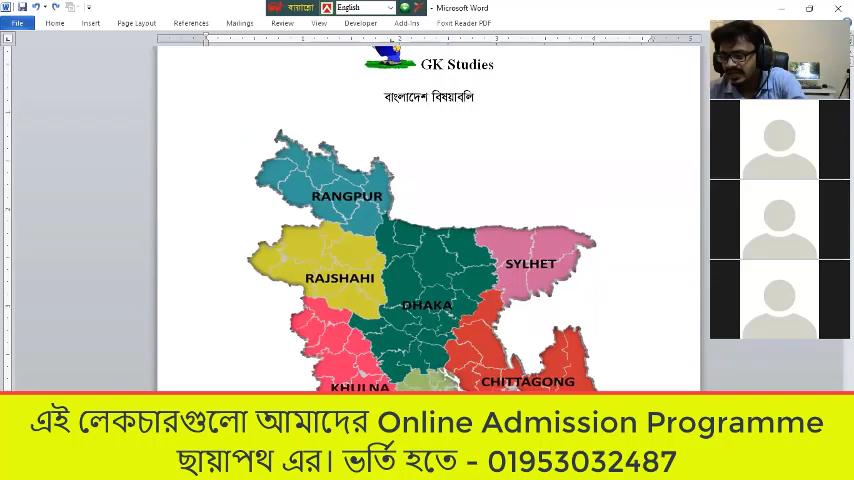 বায়ান্নো
English
Microsoft Word
File
Home
Insert
Page Layout
References
Mailings
Review
View
Developer
Add-Ins
Foxit Reader PDF
GK Studies
বাংলাদেশ বিষয়াবলি
RANGPUR
SYLHET
RAJSHAHI
DHAKA
CHITTAGONG
KHULNA
এই লেকচারগুলো আমাদের Online Admission Programme
ছায়াপথ এর। ভর্তি হতে - 01953032487